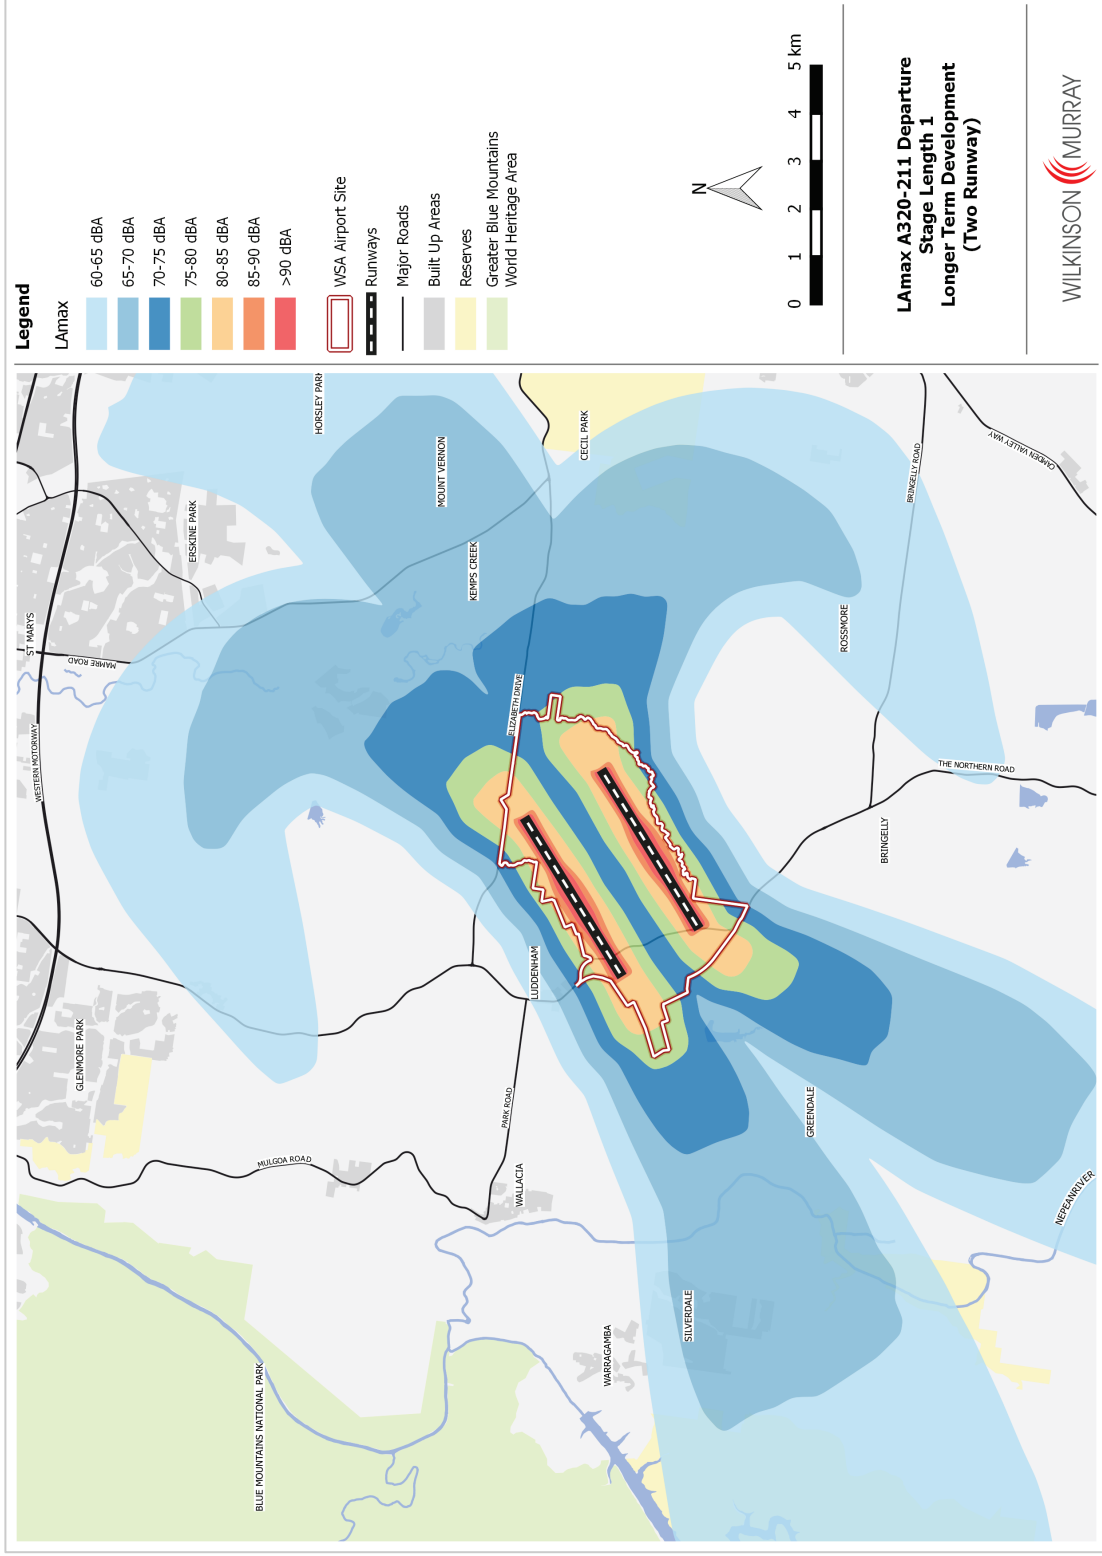 Legend
LAmax
60-65 dBA
65-70 dBA
70-75 dBA
75-80 dBA
80-85 dBA
85-90 dBA
>90 dBA
WSA Airport Site
Runways
Major Roads
Built Up Areas
Reserves
Greater Blue Mountains
World Heritage Area
N
0 1 2 3 4 5 km
LAmax A320-211 Departure
Stage Length 1
Longer Term Development
(Two Runway)
WILKINSON MURRAY
ST MARYS
MAMRE ROAD
WESTERN MOTORWAY
ERSKINE PARK
HORSLEY PARK
MOUNT VERNON
KEMPS CREEK
CECIL PARK
ELIZABETH DRIVE
BRINGELLY ROAD
CAMDEN VALLEY WAY
ROSSMORE
THE NORTHERN ROAD
BRINGELLY
LUDDENHAM
GLENMORE PARK
PARK ROAD
MULGOA ROAD
WALLACIA
GREENDALE
NEPEANRIVER
SILVERDALE
WARRAGAMBA
BLUE MOUNTAINS NATIONAL PARK